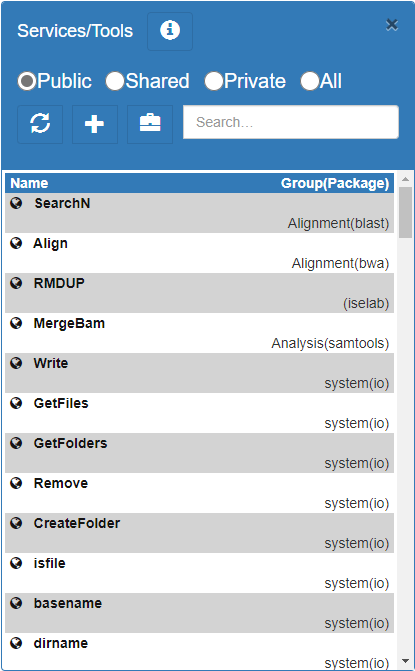 Services/Tools
Public Shared Private All
Search...
Name Group(Package)
SearchN
Alignment(blast)
Align
Alignment(bwa)
RMDUP
(iselab)
MergeBam
Analysis(samtools)
Write
system(io)
GetFiles
system(io)
GetFolders
system(io)
Remove
system(io)
CreateFolder
system(io)
isfile
system(io)
basename
system(io)
dirname
system(io)